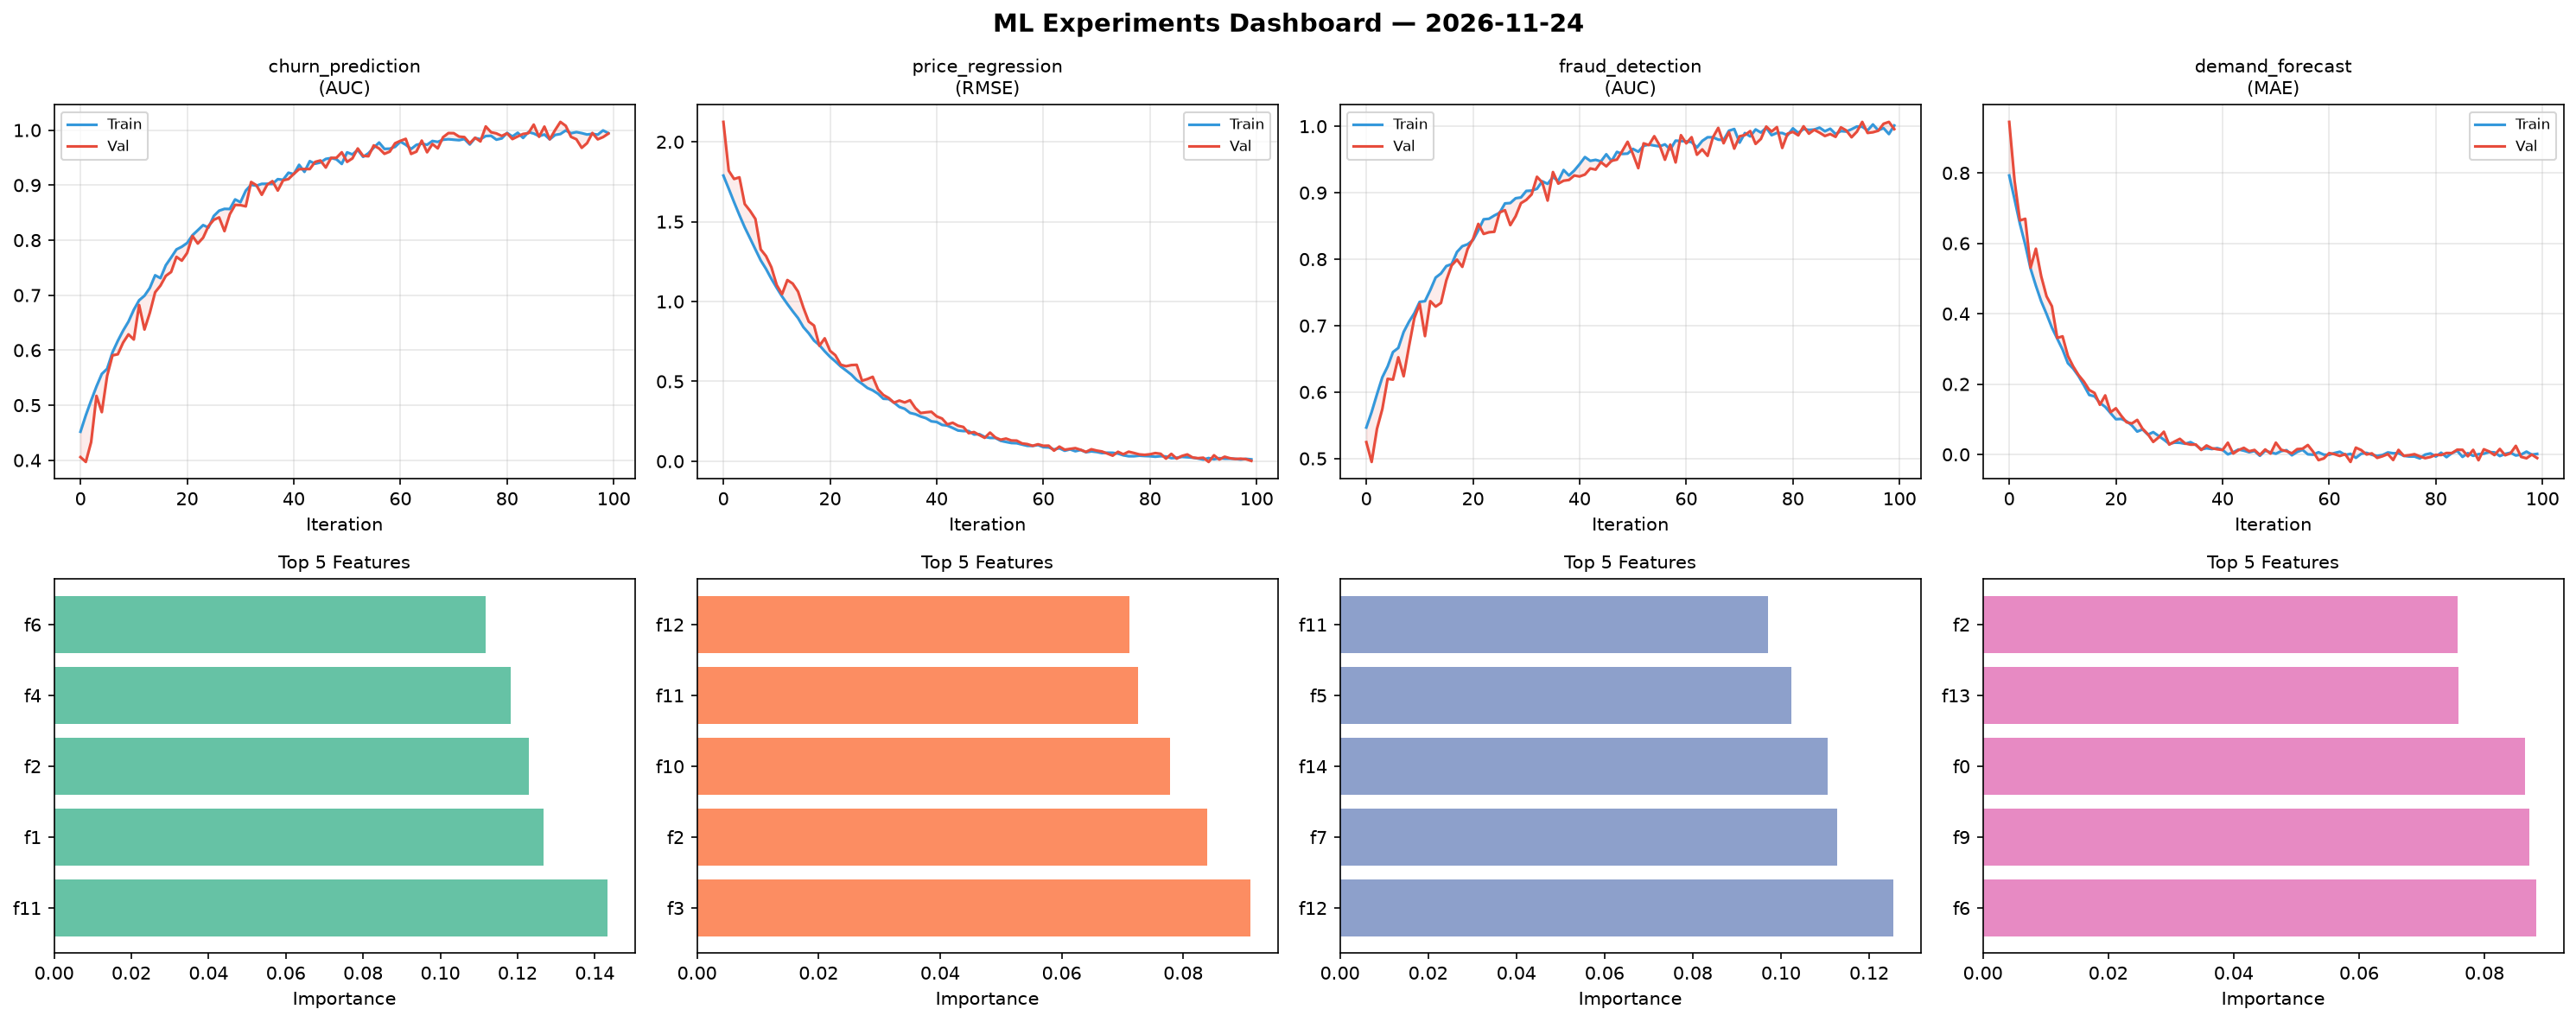 ML Experiments Dashboard — 2026-11-24
churn_prediction
(AUC)
Train
Val
1.0
0.9
0.8
0.7
0.6
0.5
0.4
0 20 40 60 80 100
Iteration
price_regression
(RMSE)
Train
Val
2.0
1.5
1.0
0.5
0.0
0 20 40 60 80 100
Iteration
fraud_detection
(AUC)
Train
Val
1.0
0.9
0.8
0.7
0.6
0.5
0 20 40 60 80 100
Iteration
demand_forecast
(MAE)
Train
Val
0.8
0.6
0.4
0.2
0.0
0 20 40 60 80 100
Iteration
Top 5 Features
f6
f4
f2
f1
f11
0.00 0.02 0.04 0.06 0.08 0.10 0.12 0.14
Importance
Top 5 Features
f12
f11
f10
f2
f3
0.00 0.02 0.04 0.06 0.08
Importance
Top 5 Features
f11
f5
f14
f7
f12
0.00 0.02 0.04 0.06 0.08 0.10 0.12
Importance
Top 5 Features
f2
f13
f0
f9
f6
0.00 0.02 0.04 0.06 0.08
Importance